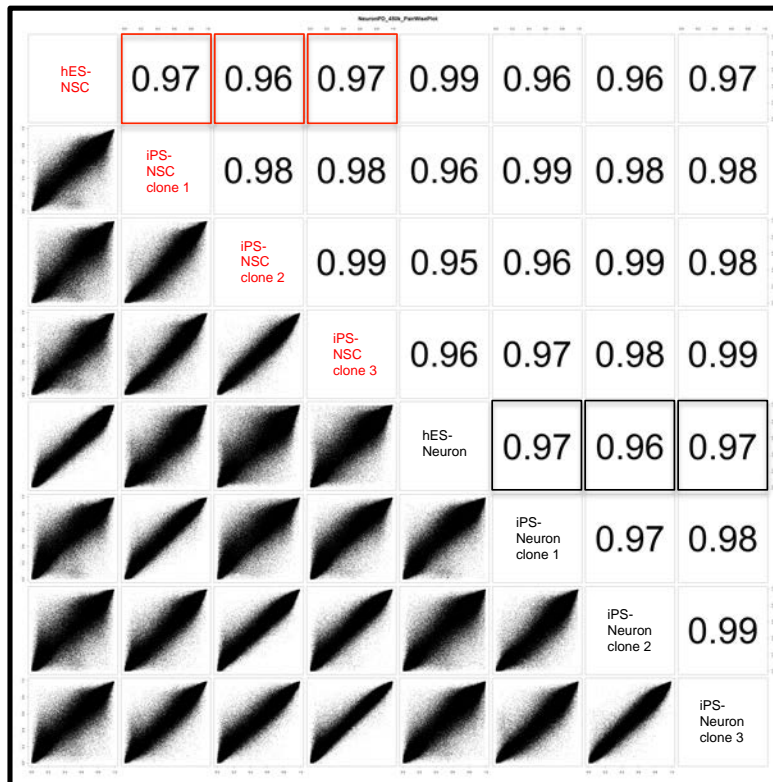 NeuronPD_450k_PairWisePlot
hES-
NSC
0.97 0.96 0.97 0.99 0.96 0.96 0.97
iPS-
NSC
clone 1
0.98 0.98 0.96 0.99 0.98 0.98
iPS-
NSC
clone 2
0.99 0.95 0.96 0.99 0.98
iPS-
NSC
clone 3
0.96 0.97 0.98 0.99
hES-
Neuron
0.97 0.96 0.97
iPS-
Neuron
clone 1
0.97 0.98
iPS-
Neuron
clone 2
0.99
iPS-
Neuron
clone 3